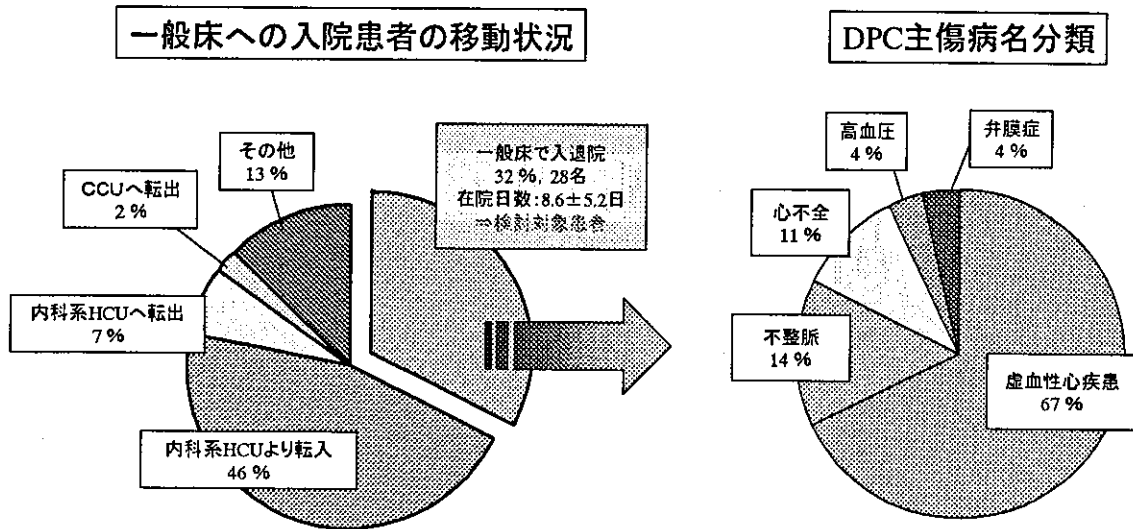 一般床への入院患者の移動状況
その他
13 %
CCUへ転出
2 %
内科系HCUへ転出
7 %
内科系HCUより転入
46 %
一般床で入退院
32 %, 28名
在院日数:8.6±5.2日
⇒検討対象患者
DPC主傷病名分類
高血圧
4 %
弁膜症
4 %
心不全
11 %
不整脈
14 %
虚血性心疾患
67 %